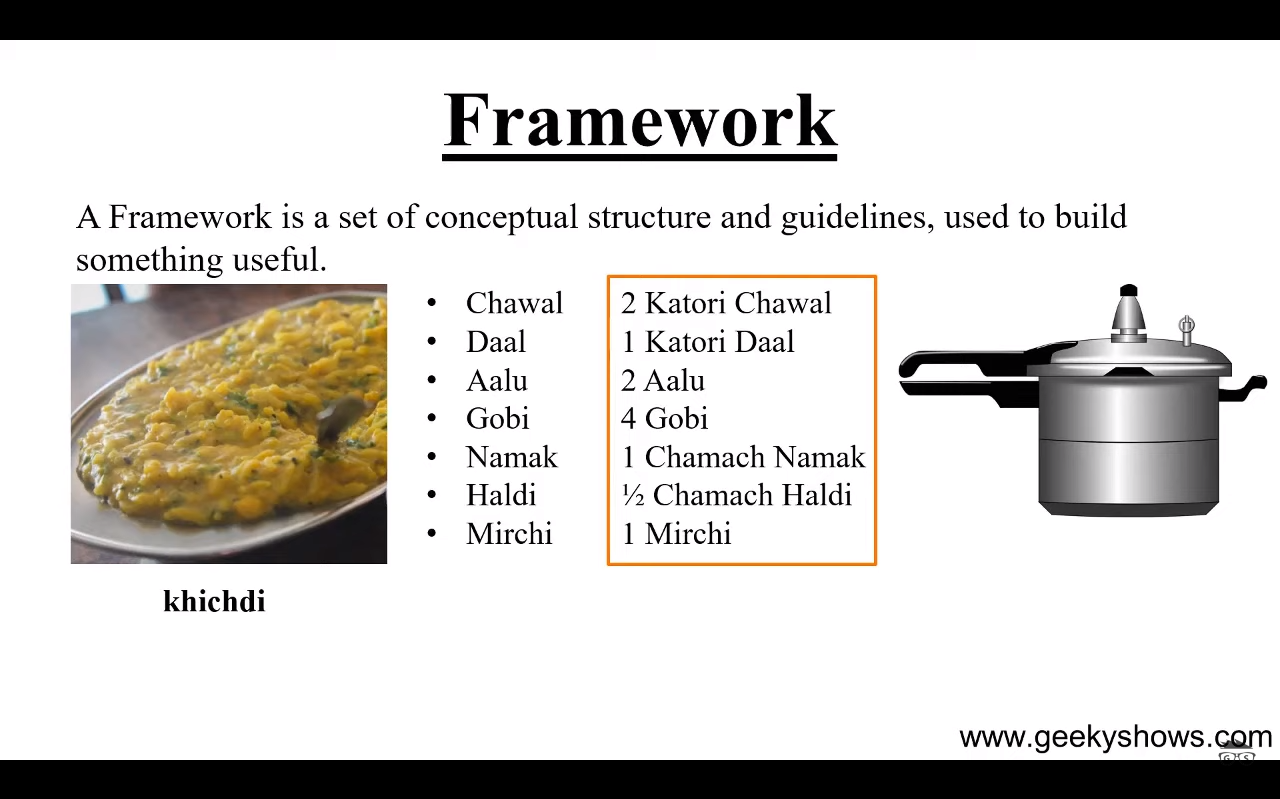 Framework
A Framework is a set of conceptual structure and guidelines, used to build
something useful.
• Chawal
• Daal
• Aalu
• Gobi
• Namak
• Haldi
• Mirchi
2 Katori Chawal
1 Katori Daal
2 Aalu
4 Gobi
1 Chamach Namak
½ Chamach Haldi
1 Mirchi
khichdi
www.geekyshows.com
G S